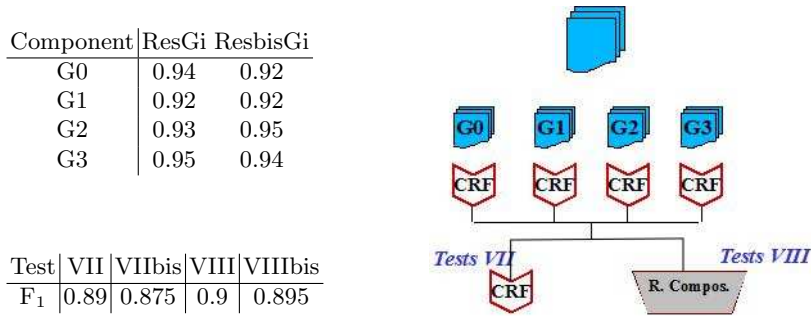 Component ResGi ResbisGi
G0 0.94 0.92
G1 0.92 0.92
G2 0.93 0.95
G3 0.95 0.94
Test VII VIIbis VIII VIIIbis
F1 0.89 0.875 0.9 0.895
G0 G1 G2 G3
CRF CRF CRF CRF
Tests VII Tests VIII
CRF R. Compos.